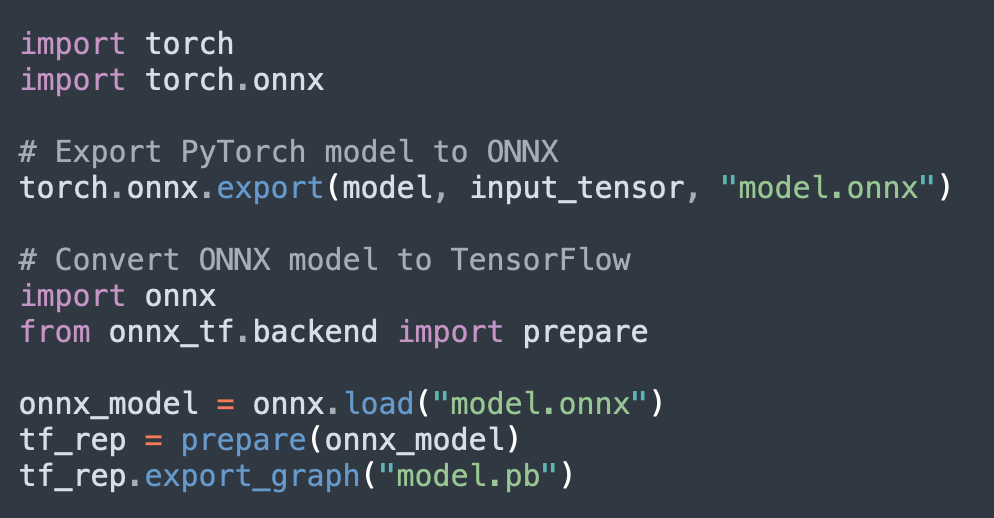 import torch
import torch.onnx
# Export PyTorch model to ONNX
torch.onnx.export(model, input_tensor, "model.onnx")
# Convert ONNX model to TensorFlow
import onnx
from onnx_tf.backend import prepare
onnx_model = onnx.load("model.onnx")
tf_rep = prepare(onnx_model)
tf_rep.export_graph("model.pb")